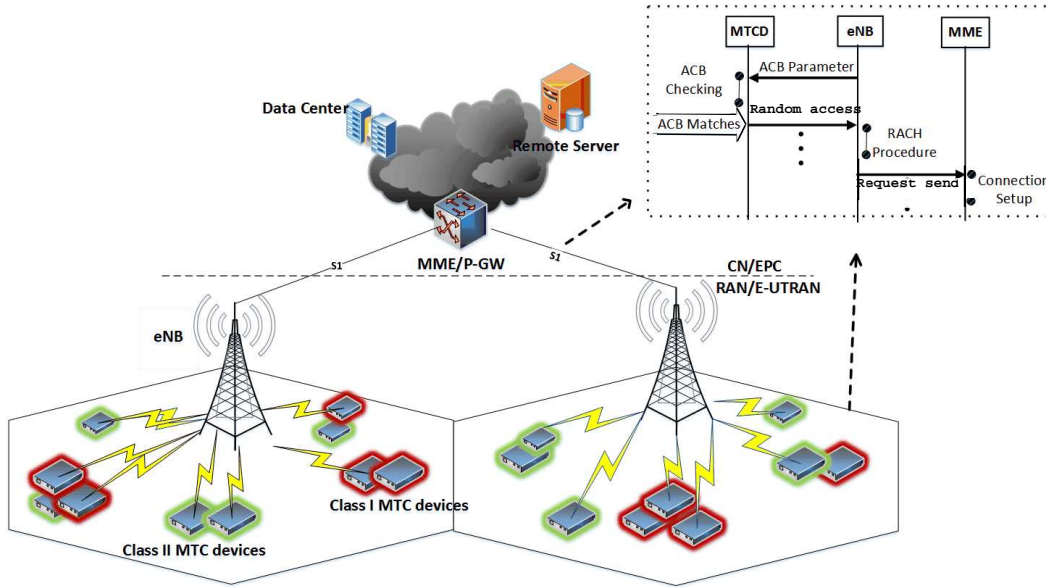 MTCD
eNB
MME
ACB
Checking
ACB Parameter
Random access
ACB Matches
RACH
Procedure
Request send
Connection
Setup
Data Center
Remote Server
MME/P-GW
S1
S1
CN/EPC
RAN/E-UTRAN
eNB
Class I MTC devices
Class II MTC devices